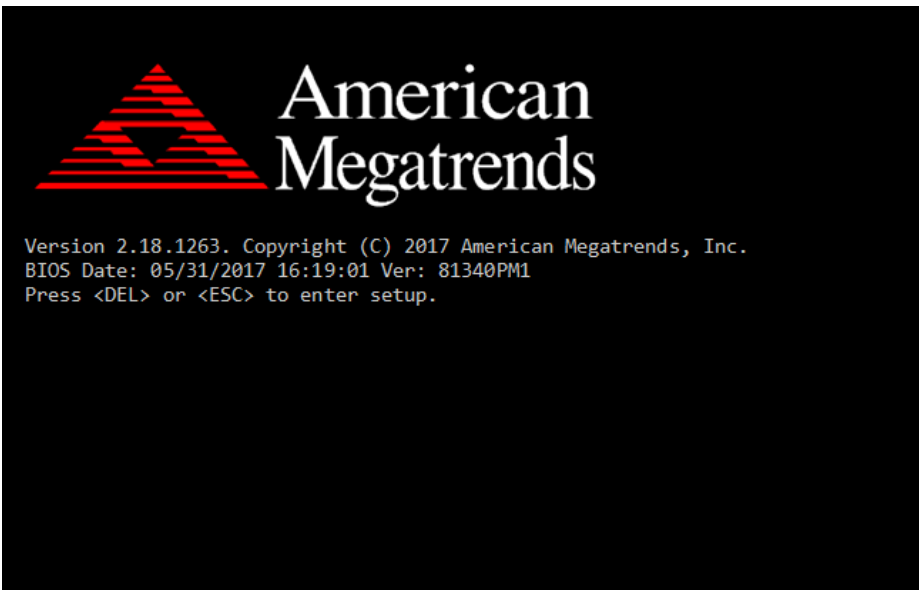 American
Megatrends
Version 2.18.1263. Copyright (C) 2017 American Megatrends, Inc.
BIOS Date: 05/31/2017 16:19:01 Ver: 81340PM1
Press <DEL> or <ESC> to enter setup.